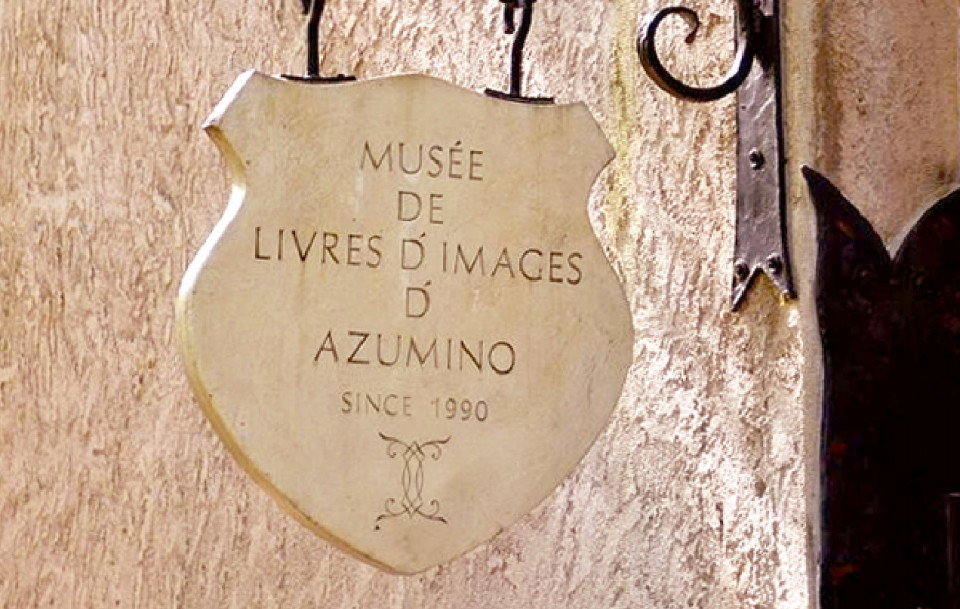 MUSÉE
DE
LIVRES D' IMAGES
D'
AZUMINO
SINCE 1990